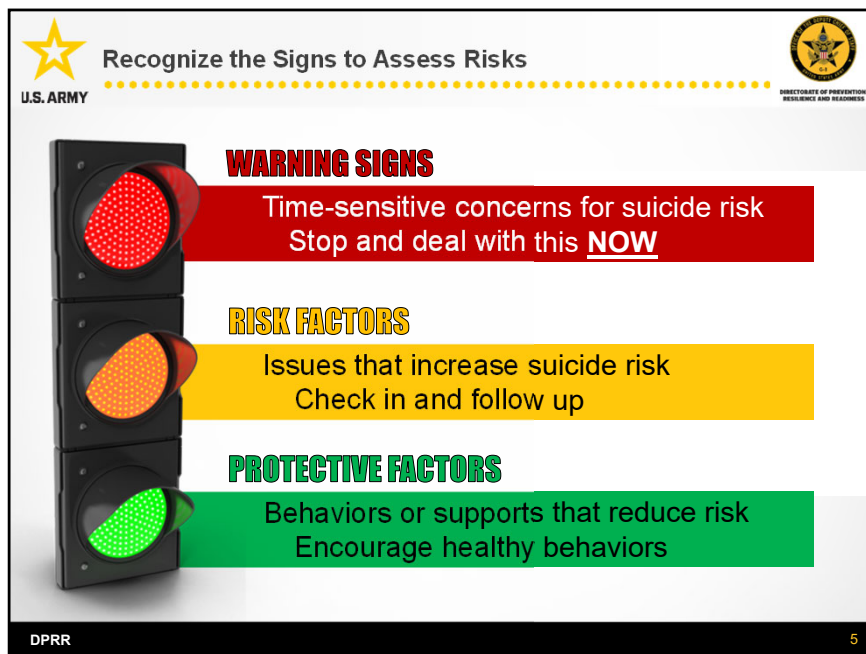 Recognize the Signs to Assess Risks
U.S. ARMY
DIRECTORATE OF PREVENTION
RESILIENCE AND READINESS
WARNING SIGNS
Time-sensitive concerns for suicide risk
Stop and deal with this NOW
RISK FACTORS
Issues that increase suicide risk
Check in and follow up
PROTECTIVE FACTORS
Behaviors or supports that reduce risk
Encourage healthy behaviors
DPRR
5